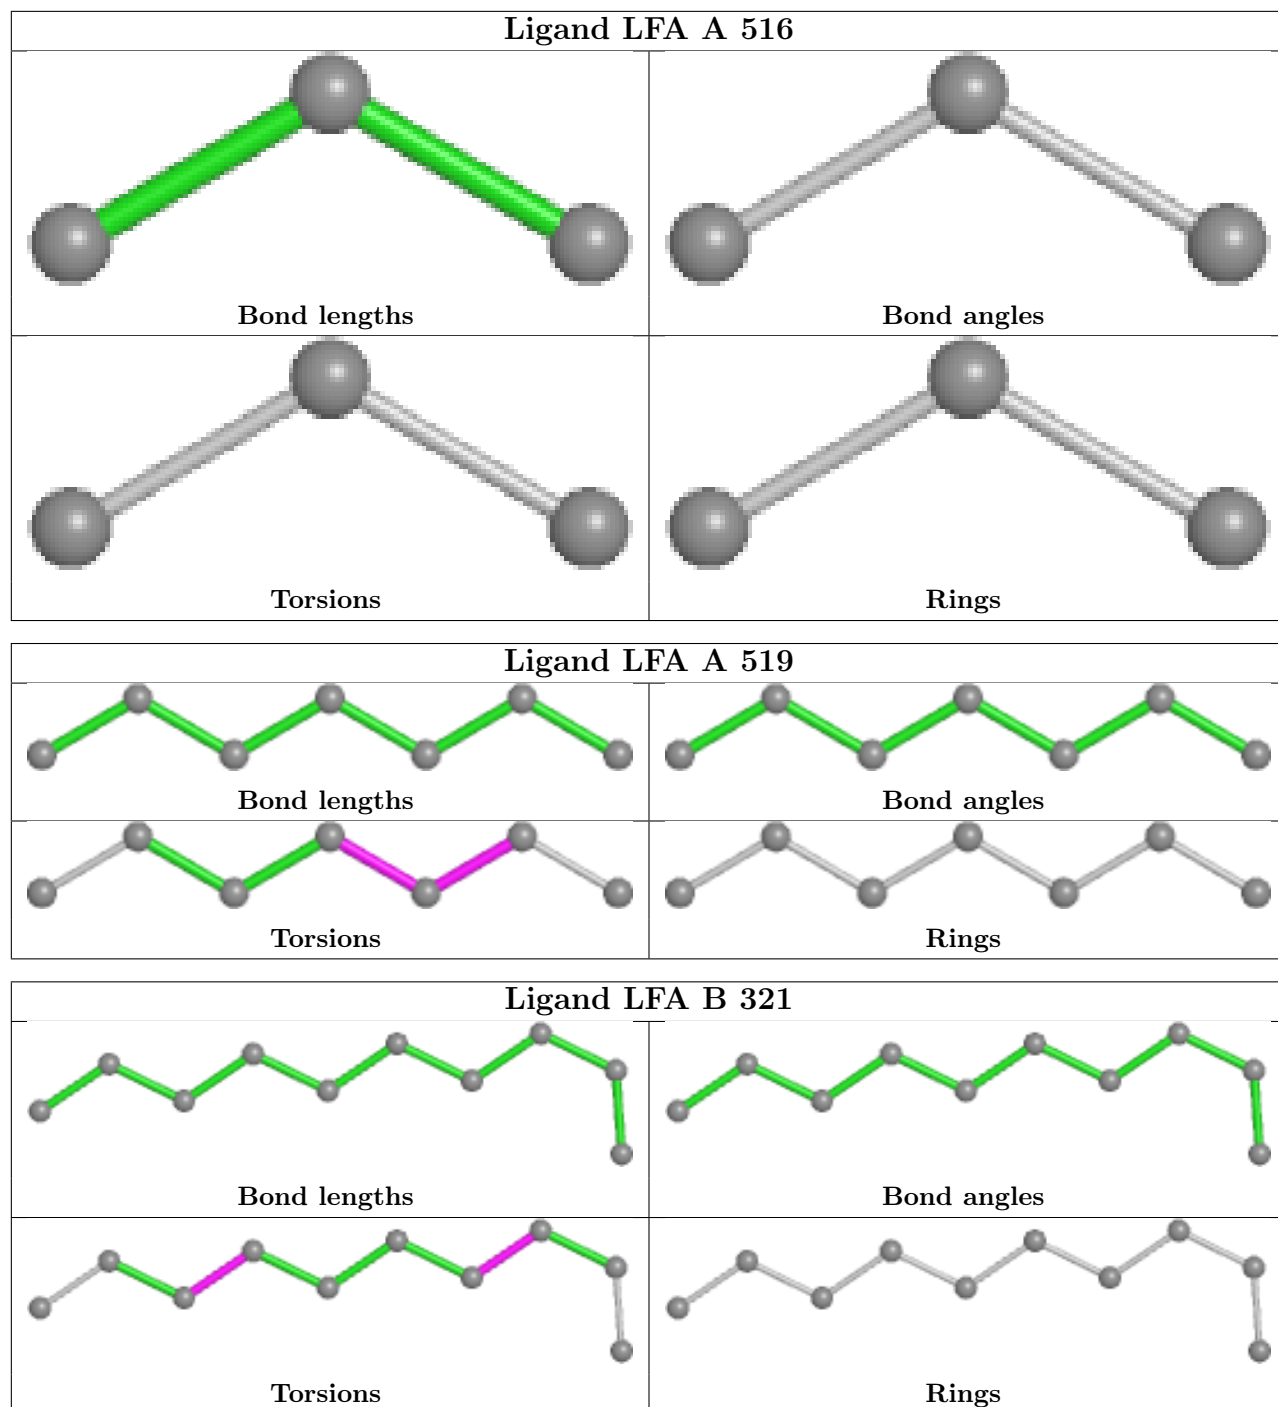 Ligand LFA A 516
Bond lengths
Bond angles
Torsions
Rings
Ligand LFA A 519
Bond lengths
Bond angles
Torsions
Rings
Ligand LFA B 321
Bond lengths
Bond angles
Torsions
Rings